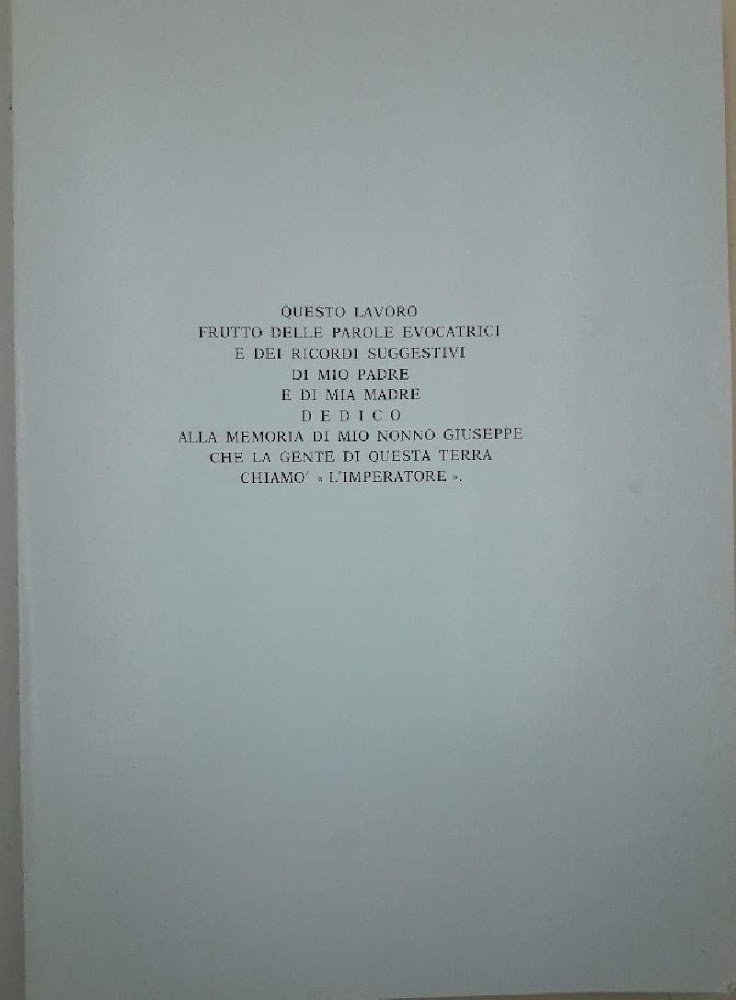 QUESTO LAVORO
FRUTTO DELLE PAROLE EVOCATRICI
E DEI RICORDI SUGGESTIVI
DI MIO PADRE
E DI MIA MADRE
D E D I C O
ALLA MEMORIA DI MIO NONNO GIUSEPPE
CHE LA GENTE DI QUESTA TERRA
CHIAMO' « L'IMPERATORE ».